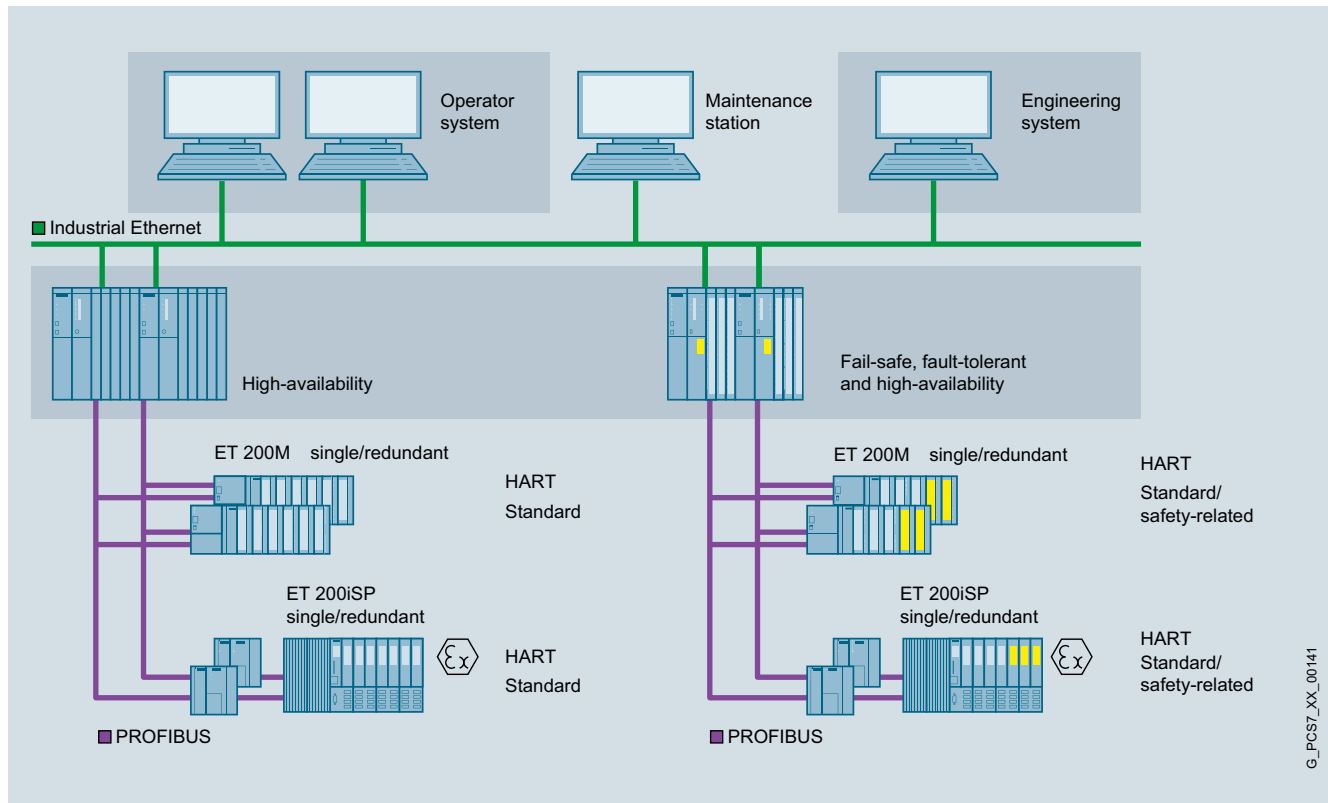 Operator
system
Maintenance
station
Engineering
system
Industrial Ethernet
High-availability
Fail-safe, fault-tolerant
and high-availability
ET 200M single/redundant
HART
Standard
ET 200M single/redundant
HART
Standard/
safety-related
ET 200iSP
single/redundant
Ex
HART
Standard
ET 200iSP
single/redundant
Ex
HART
Standard/
safety-related
PROFIBUS
PROFIBUS
G_PCS7_XX_00141